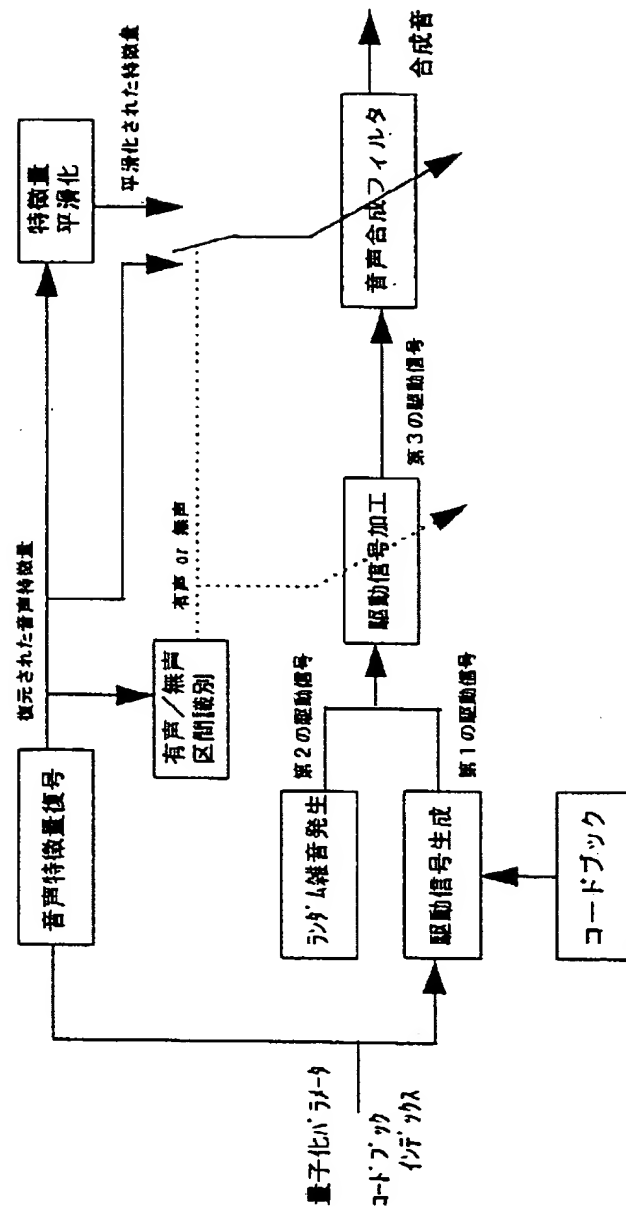 量子化パラメータ
コードブック
インデックス
音声特徴量復号
復元された音声特徴量
特徴量
平滑化
平滑化された特徴量
有声／無声
区間識別
有声 or 無声
ランダム雑音発生
第２の駆動信号
駆動信号生成
第１の駆動信号
コードブック
駆動信号加工
第３の駆動信号
音声合成フィルタ
合成音